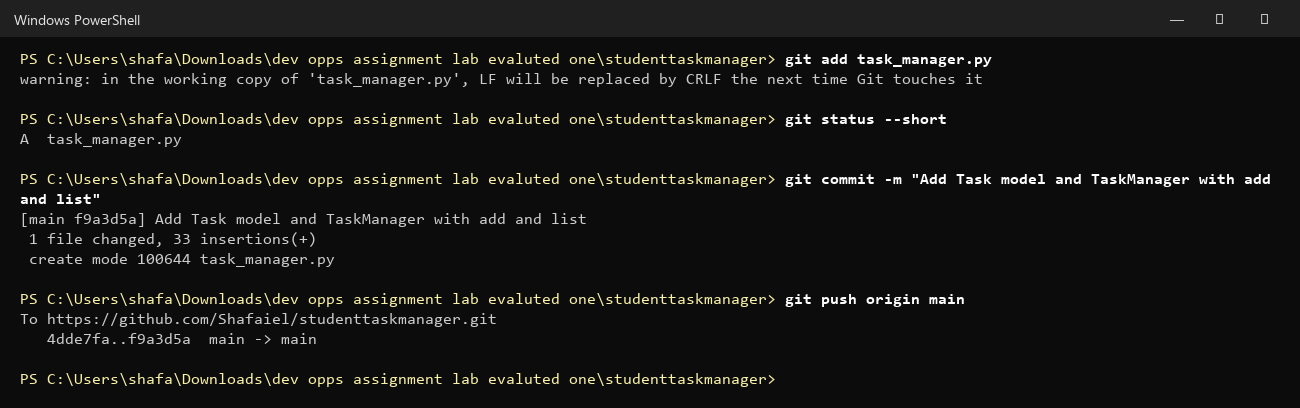 Windows PowerShell
PS C:\Users\shafa\Downloads\dev opps assignment lab evaluted one\studenttaskmanager> git add task_manager.py
warning: in the working copy of 'task_manager.py', LF will be replaced by CRLF the next time Git touches it
PS C:\Users\shafa\Downloads\dev opps assignment lab evaluted one\studenttaskmanager> git status --short
A  task_manager.py
PS C:\Users\shafa\Downloads\dev opps assignment lab evaluted one\studenttaskmanager> git commit -m "Add Task model and TaskManager with add
and list"
[main f9a3d5a] Add Task model and TaskManager with add and list
 1 file changed, 33 insertions(+)
 create mode 100644 task_manager.py
PS C:\Users\shafa\Downloads\dev opps assignment lab evaluted one\studenttaskmanager> git push origin main
To https://github.com/Shafaiel/studenttaskmanager.git
   4dde7fa..f9a3d5a  main -> main
PS C:\Users\shafa\Downloads\dev opps assignment lab evaluted one\studenttaskmanager>